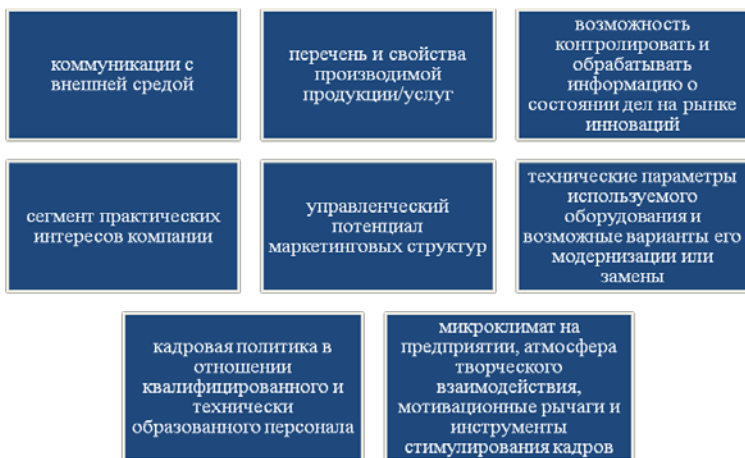 коммуникации с
внешней средой
перечень и свойства
производимой
продукции/услуг
возможность
контролировать и
обрабатывать
информацию о
состоянии дел на рынке
инноваций
сегмент практических
интересов компании
управленческий
потенциал
маркетинговых структур
технические параметры
используемого
оборудования и
возможные варианты его
модернизации или
замены
кадровая политика в
отношении
квалифицированного и
технически
образованного персонала
микроклимат на
предприятии, атмосфера
творческого
взаимодействия,
мотивационные рычаги и
инструменты
стимулирования кадров